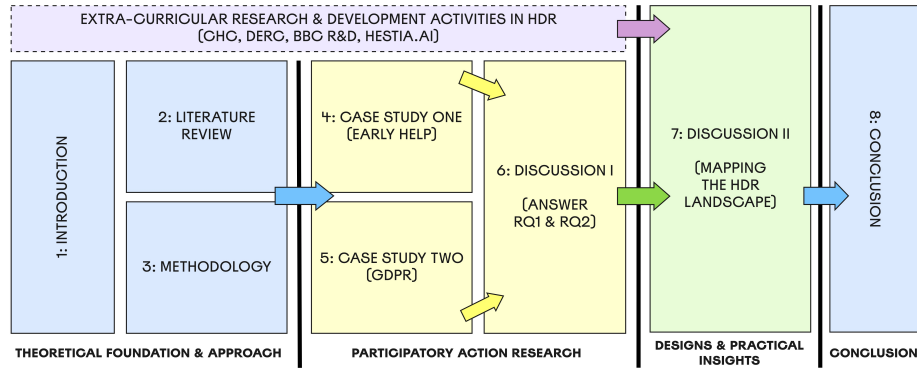 EXTRA-CURRICULAR RESEARCH & DEVELOPMENT ACTIVITIES IN HDR
(CHC, DERC, BBC R&D, HESTIA.AI)
1: INTRODUCTION
2: LITERATURE
REVIEW
3: METHODOLOGY
4: CASE STUDY ONE
(EARLY HELP)
5: CASE STUDY TWO
(GDPR)
6: DISCUSSION I
(ANSWER
RQ1 & RQ2)
7: DISCUSSION II
(MAPPING
THE HDR
LANDSCAPE)
8: CONCLUSION
THEORETICAL FOUNDATION & APPROACH
PARTICIPATORY ACTION RESEARCH
DESIGNS & PRACTICAL
INSIGHTS
CONCLUSION